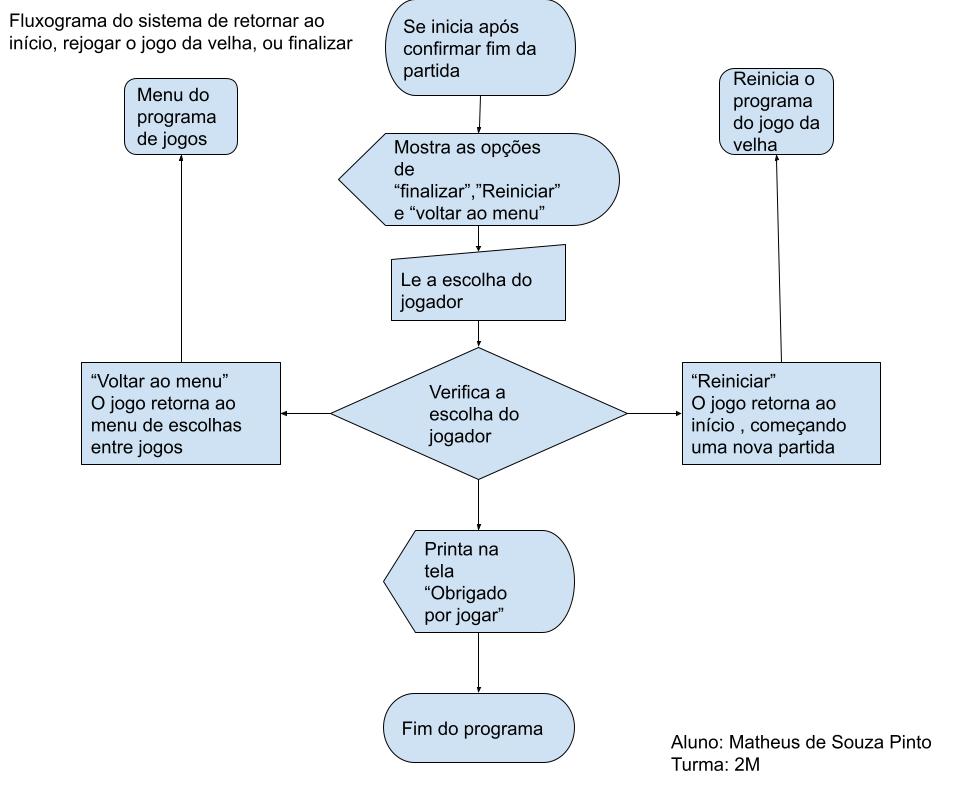 Fluxograma do sistema de retornar ao
início, rejogar o jogo da velha, ou finalizar
Se inicia após
confirmar fim da
partida
Menu do
programa
de jogos
Reinicia o
programa
do jogo da
velha
Mostra as opções
de
“finalizar”,”Reiniciar”
e “voltar ao menu”
Le a escolha do
jogador
“Voltar ao menu”
O jogo retorna ao
menu de escolhas
entre jogos
Verifica a
escolha do
jogador
“Reiniciar”
O jogo retorna ao
início , começando
uma nova partida
Printa na
tela
“Obrigado
por jogar”
Fim do programa
Aluno: Matheus de Souza Pinto
Turma: 2M